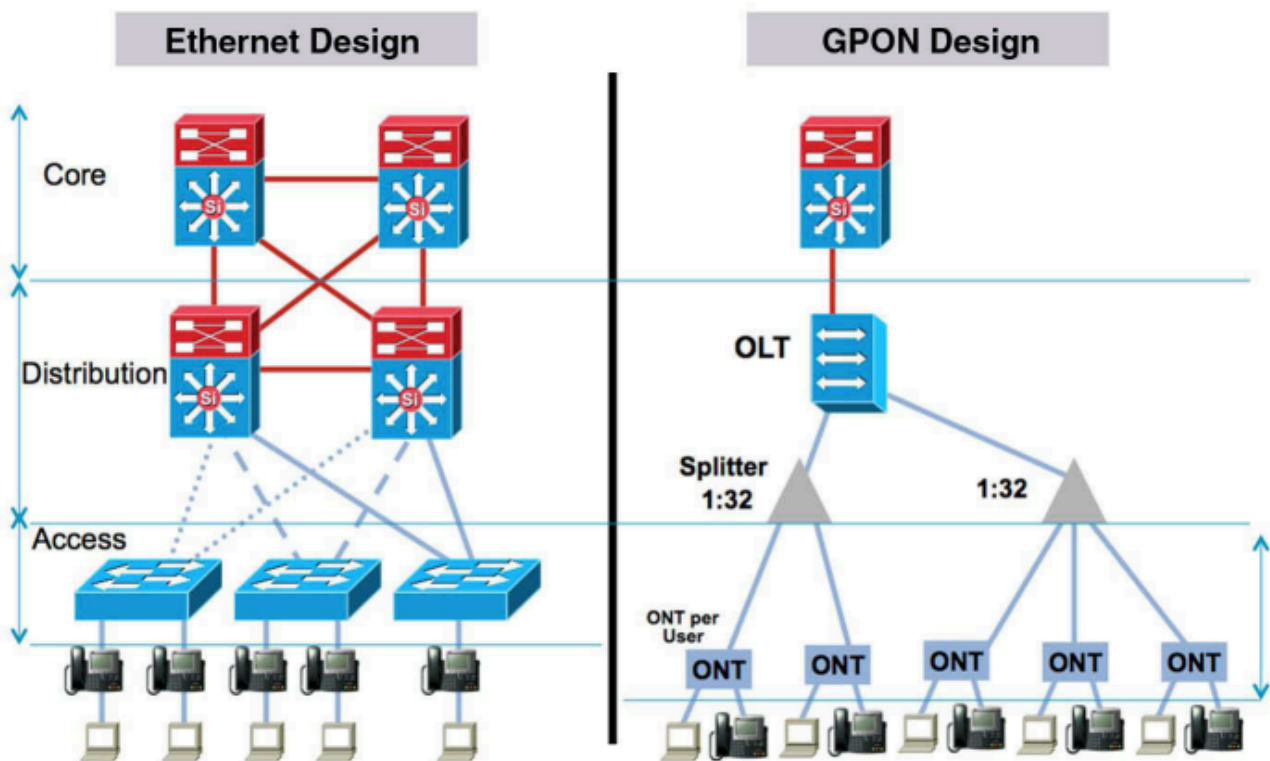 Ethernet Design
GPON Design
Core
Si
Si
Si
Distribution
OLT
Si
Si
Splitter
1:32
1:32
Access
ONT per
User
ONT
ONT
ONT
ONT
ONT